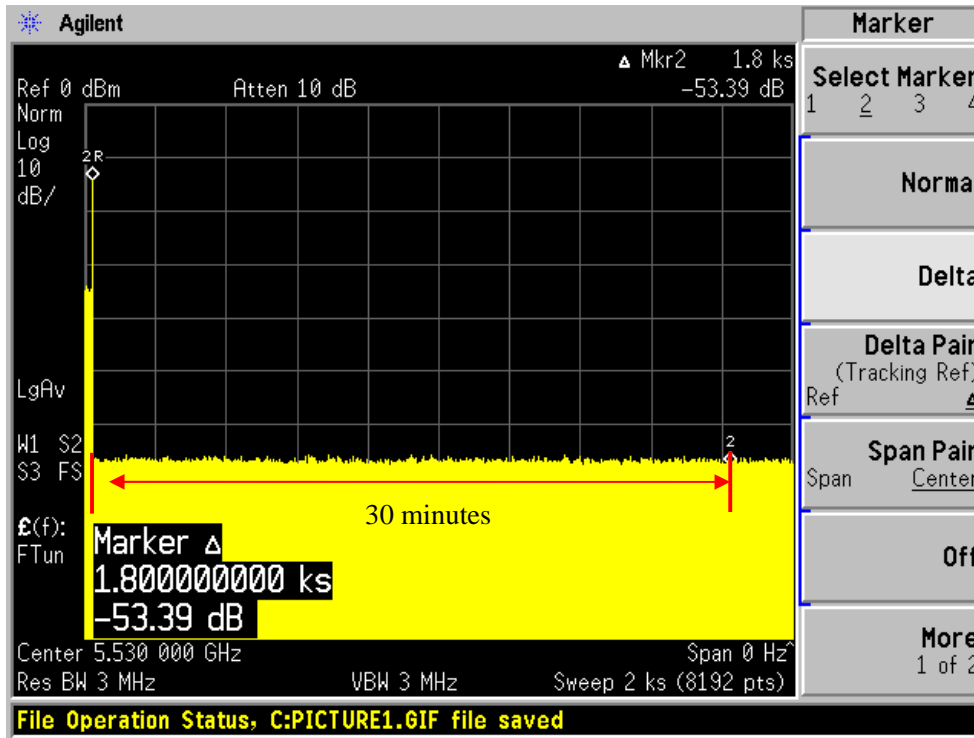 Agilent
Marker
Δ Mkr2 1.8 ks
Ref 0 dBm Atten 10 dB -53.39 dB
Norm
Log
10
dB/
2R
LgAv
W1 S2
S3 FS
£(f):
FTun
2
30 minutes
Marker Δ
1.800000000 ks
-53.39 dB
Center 5.530 000 GHz Span 0 Hz^
Res BW 3 MHz VBW 3 MHz Sweep 2 ks (8192 pts)
File Operation Status, C:PICTURE1.GIF file saved
Select Marker
1 2 3 4
Norma
Delta
Delta Pair
(Tracking Ref)
Ref Δ
Span Pair
Span Center
Off
More
1 of 2